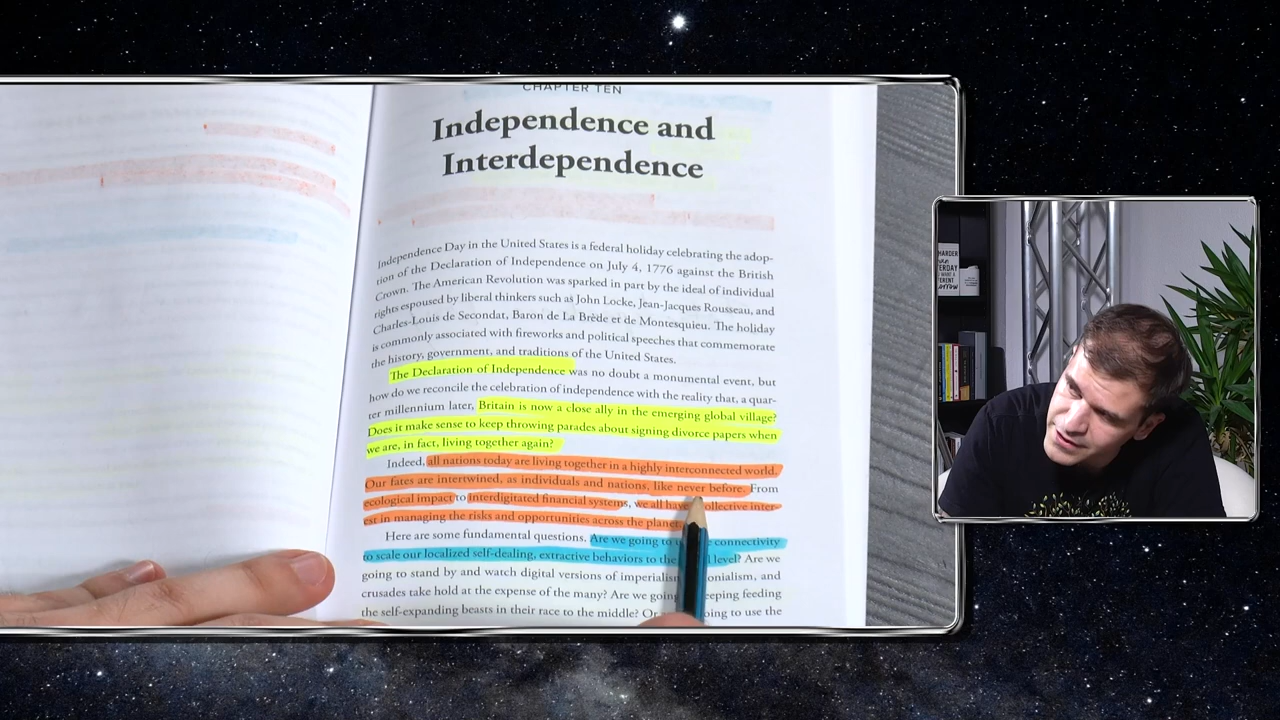 CHAPTER TEN
Independence and
Interdependence
Independence Day in the United States is a federal holiday celebrating the adop-
tion of the Declaration of Independence on July 4, 1776 against the British
Crown. The American Revolution was sparked in part by the ideal of individual
rights espoused by liberal thinkers such as John Locke, Jean-Jacques Rousseau, and
Charles-Louis de Secondat, Baron de La Brède et de Montesquieu. The holiday
is commonly associated with fireworks and political speeches that commemorate
the history, government, and traditions of the United States.
The Declaration of Independence was no doubt a monumental event, but
how do we reconcile the celebration of independence with the reality that, a quar-
ter millennium later, Britain is now a close ally in the emerging global village?
Does it make sense to keep throwing parades about signing divorce papers when
we are, in fact, living together again?
Indeed, all nations today are living together in a highly interconnected world.
Our fates are intertwined, as individuals and nations, like never before. From
ecological impact to interdigitated financial systems, we all have collective inter-
est in managing the risks and opportunities across the planet.
Here are some fundamental questions. Are we going to connectivity
to scale our localized self-dealing, extractive behaviors to the level? Are we
going to stand by and watch digital versions of imperialism, and
crusades take hold at the expense of the many? Are we going feeding
the self-expanding beasts in their race to the middle? Or going to use the
HARDER
YESTERDAY
WANT A